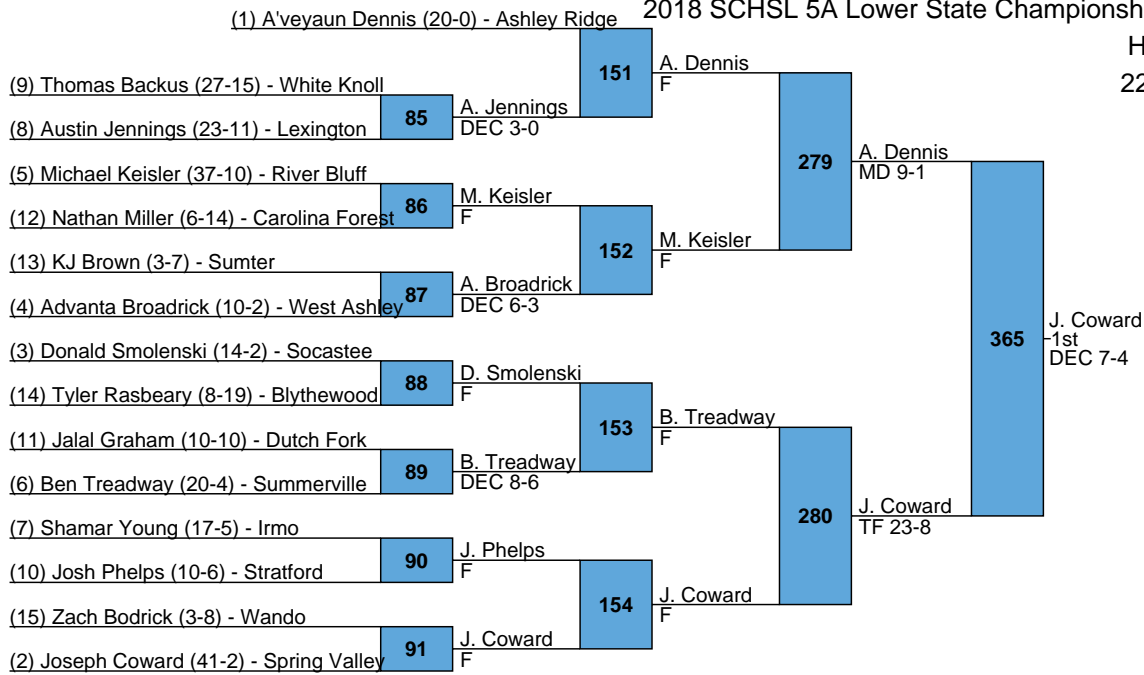 2018 SCHSL 5A Lower State Championsh
H
22
(1) A'veyaun Dennis (20-0) - Ashley Ridge
(9) Thomas Backus (27-15) - White Knoll
(8) Austin Jennings (23-11) - Lexington
(5) Michael Keisler (37-10) - River Bluff
(12) Nathan Miller (6-14) - Carolina Forest
(13) KJ Brown (3-7) - Sumter
(4) Advanta Broadrick (10-2) - West Ashley
(3) Donald Smolenski (14-2) - Socastee
(14) Tyler Rasbeary (8-19) - Blythewood
(11) Jalal Graham (10-10) - Dutch Fork
(6) Ben Treadway (20-4) - Summerville
(7) Shamar Young (17-5) - Irmo
(10) Josh Phelps (10-6) - Stratford
(15) Zach Bodrick (3-8) - Wando
(2) Joseph Coward (41-2) - Spring Valley
85
86
87
88
89
90
91
A. Jennings
DEC 3-0
M. Keisler
F
A. Broadrick
DEC 6-3
D. Smolenski
F
B. Treadway
DEC 8-6
J. Phelps
F
J. Coward
F
151
152
153
154
A. Dennis
F
M. Keisler
F
B. Treadway
F
J. Coward
F
279
280
A. Dennis
MD 9-1
J. Coward
TF 23-8
365
J. Coward
1st
DEC 7-4